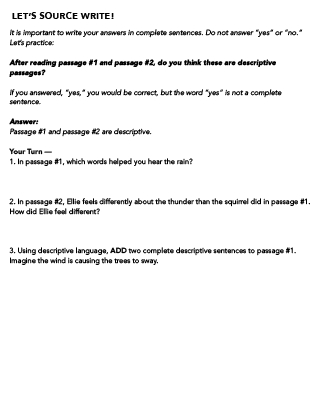 LET'S SOURCE WRITE!
It is important to write your answers in complete sentences. Do not answer "yes" or "no."
Let's practice:
After reading passage #1 and passage #2, do you think these are descriptive
passages?
If you answered, "yes," you would be correct, but the word "yes" is not a complete
sentence.
Answer:
Passage #1 and passage #2 are descriptive.
Your Turn —
1. In passage #1, which words helped you hear the rain?
2. In passage #2, Ellie feels differently about the thunder than the squirrel did in passage #1.
How did Ellie feel different?
3. Using descriptive language, ADD two complete descriptive sentences to passage #1.
Imagine the wind is causing the trees to sway.